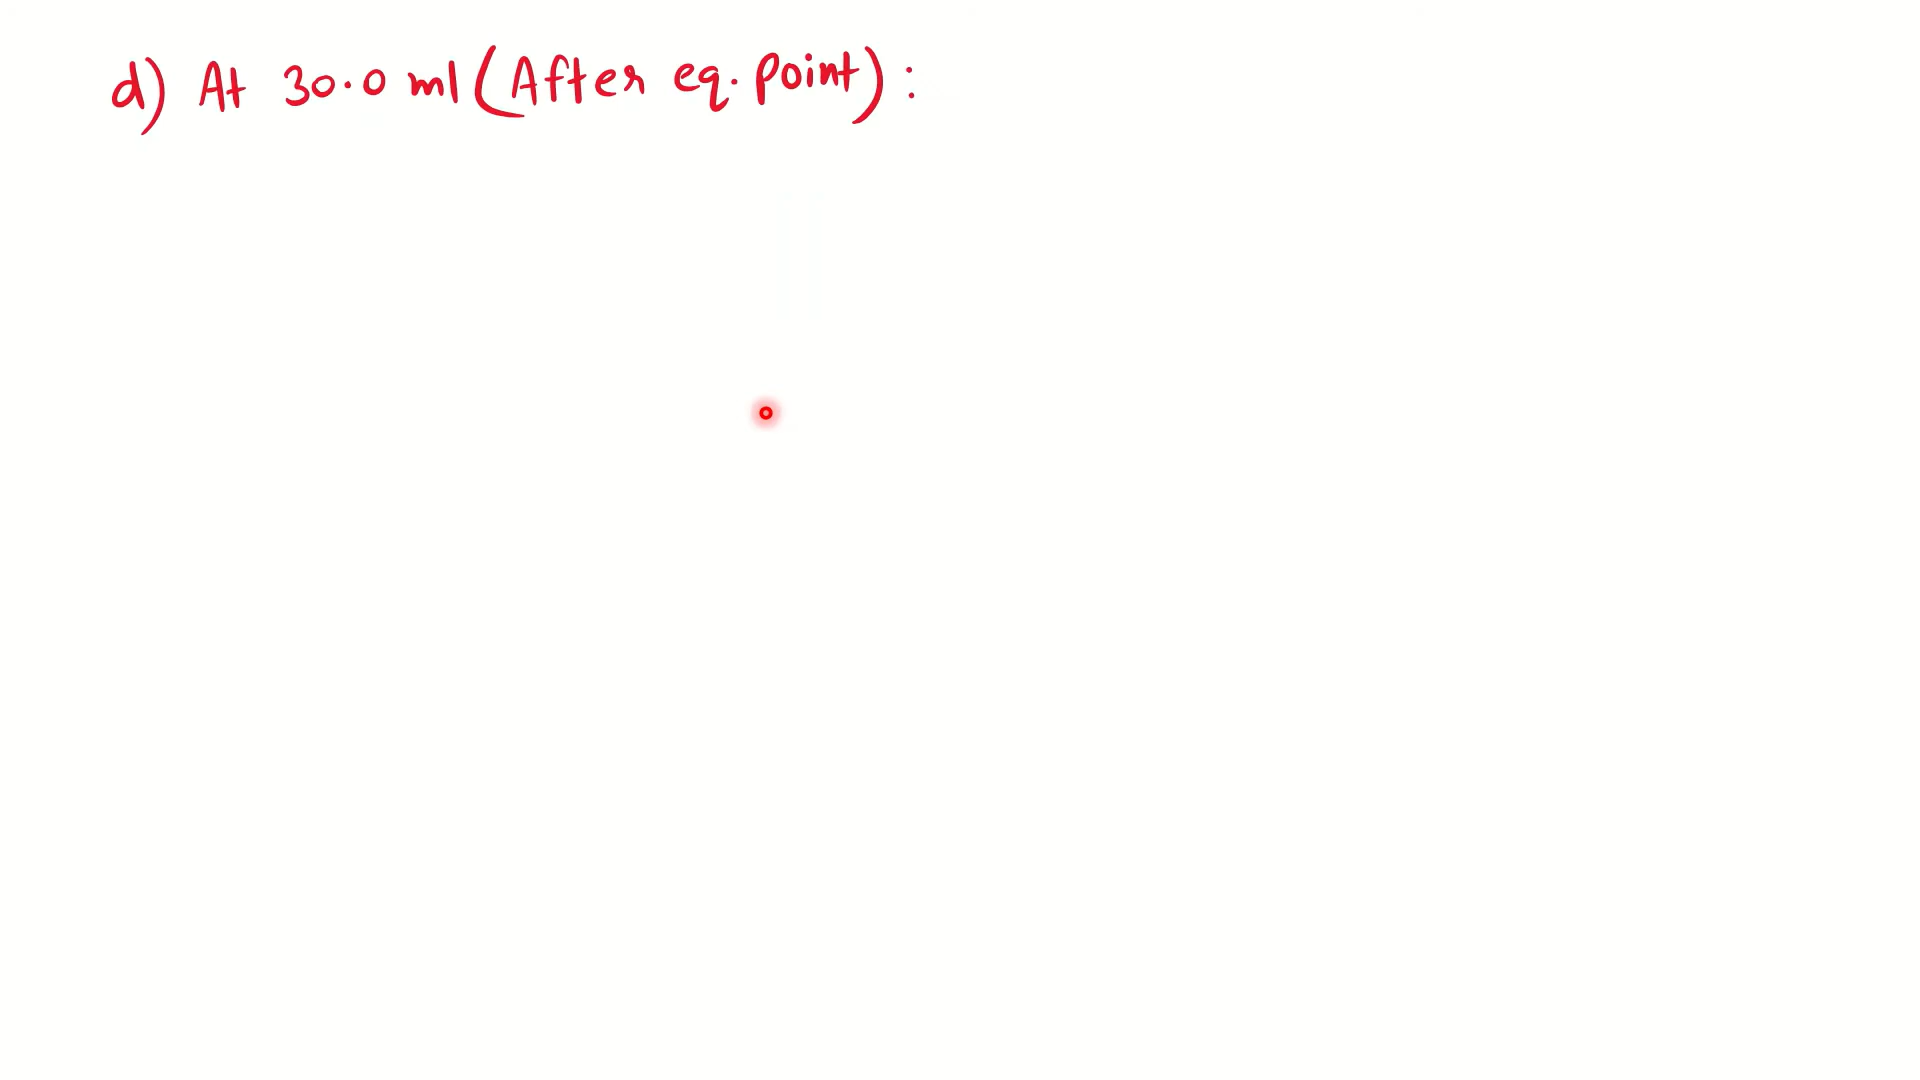 d) At 30.0 ml (After eq. point) :